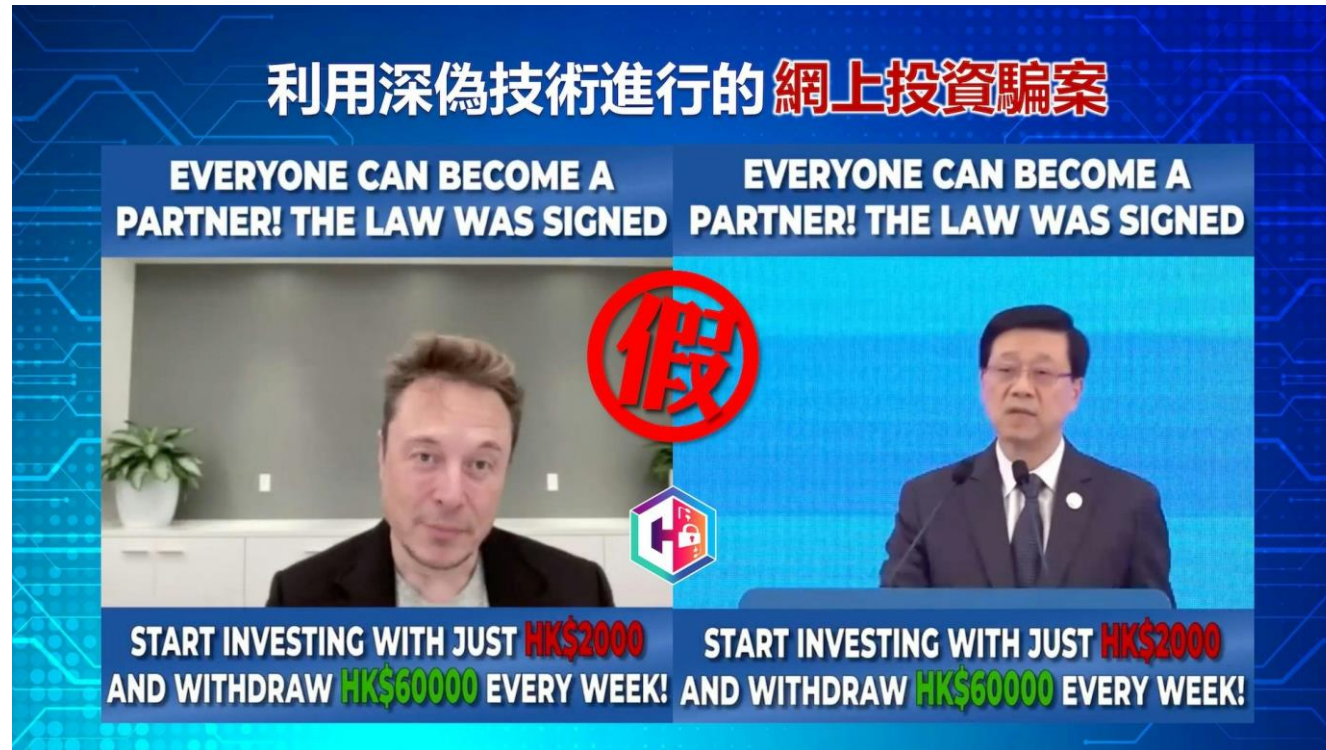 利用深偽技術進行的網上投資騙案
EVERYONE CAN BECOME A
PARTNER! THE LAW WAS SIGNED
EVERYONE CAN BECOME A
PARTNER! THE LAW WAS SIGNED
假
START INVESTING WITH JUST HK$2000
AND WITHDRAW HK$60000 EVERY WEEK!
START INVESTING WITH JUST HK$2000
AND WITHDRAW HK$60000 EVERY WEEK!